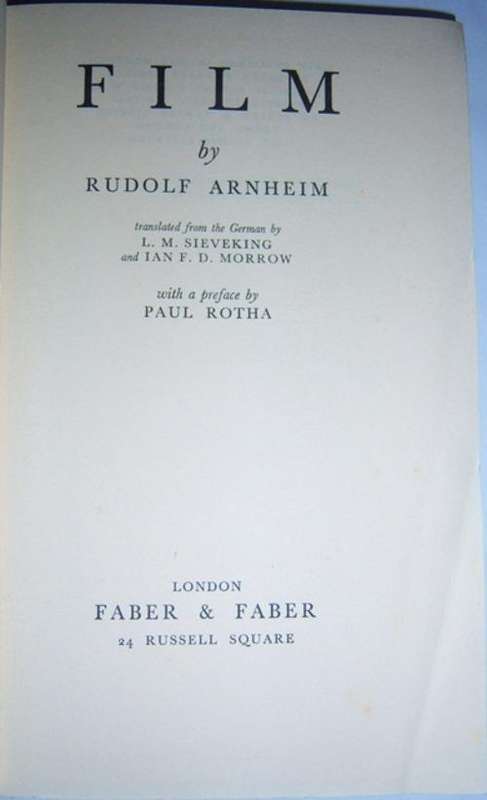 FILM
by
RUDOLF ARNHEIM
translated from the German by
L. M. SIEVEKING
and IAN F. D. MORROW
with a preface by
PAUL ROTHA
LONDON
FABER & FABER
24 RUSSELL SQUARE